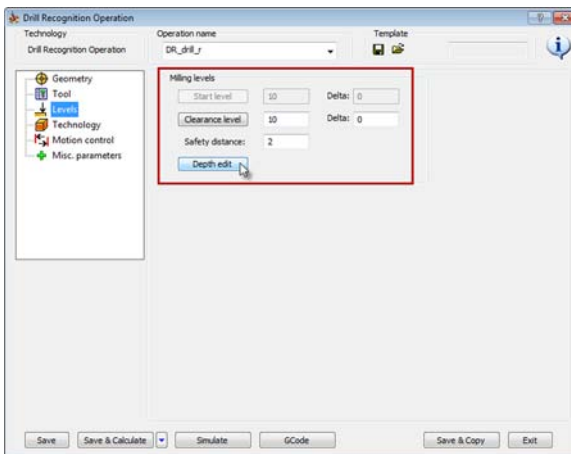 Drill Recognition Operation
Technology
Operation name
Template
Drill Recognition Operation
DR_drill_r
Geometry
Tool
Levels
Technology
Motion control
Misc. parameters
Milling levels
Start level 10 Delta: 0
Clearance level 10 Delta: 0
Safety distance: 2
Depth edit
Save Save & Calculate Simulate GCode Save & Copy Exit